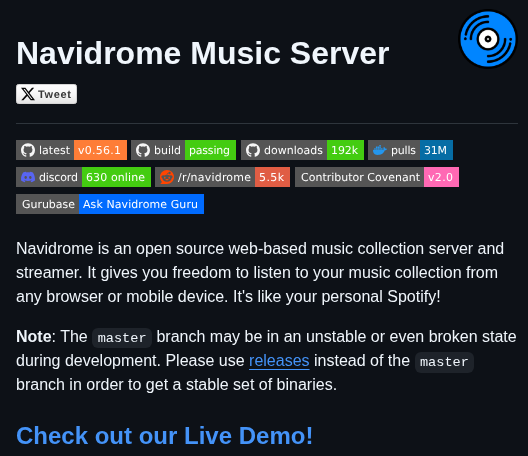 Navidrome Music Server
Tweet
latest v0.56.1 build passing downloads 192k pulls 31M
discord 630 online /r/navidrome 5.5k Contributor Covenant v2.0
Gurubase Ask Navidrome Guru
Navidrome is an open source web-based music collection server and
streamer. It gives you freedom to listen to your music collection from
any browser or mobile device. It's like your personal Spotify!
Note: The master branch may be in an unstable or even broken state
during development. Please use releases instead of the master
branch in order to get a stable set of binaries.
Check out our Live Demo!